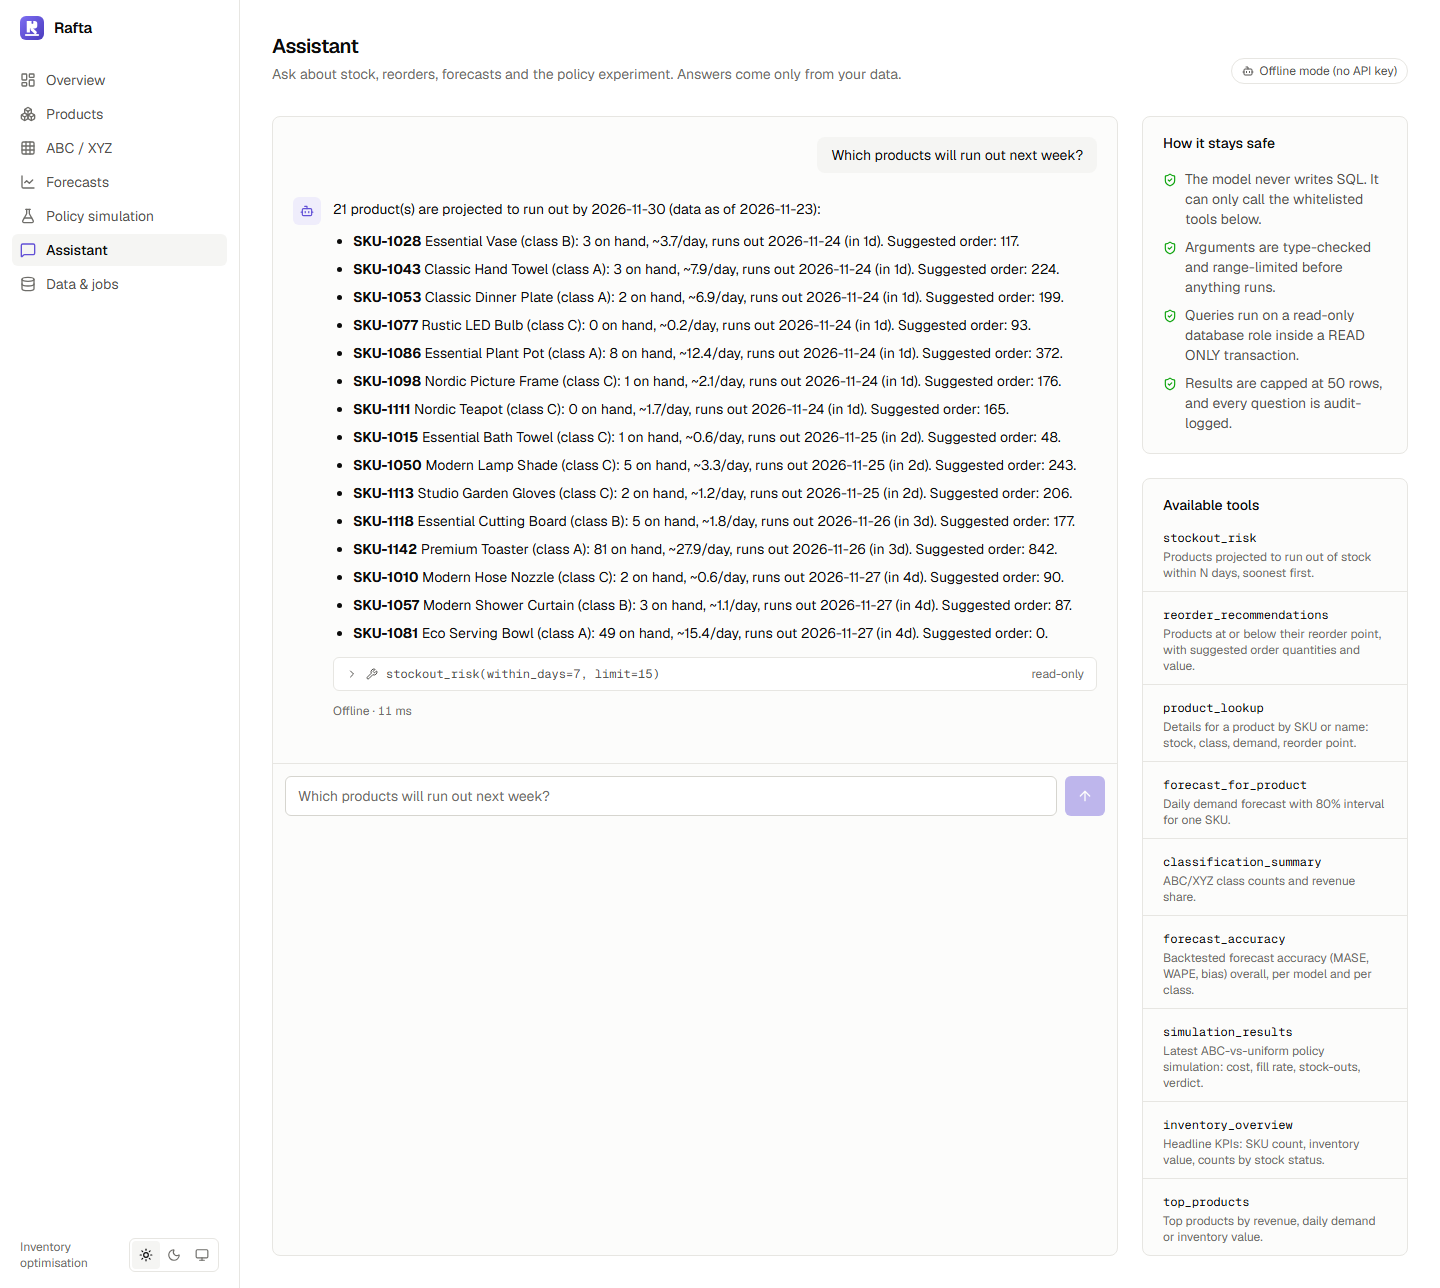 Rafta
Overview
Products
ABC / XYZ
Forecasts
Policy simulation
Assistant
Data & jobs
Inventory
optimisation
Assistant
Ask about stock, reorders, forecasts and the policy experiment. Answers come only from your data.
Offline mode (no API key)
Which products will run out next week?
21 product(s) are projected to run out by 2026-11-30 (data as of 2026-11-23):
• SKU-1028 Essential Vase (class B): 3 on hand, ~3.7/day, runs out 2026-11-24 (in 1d). Suggested order: 117.
• SKU-1043 Classic Hand Towel (class A): 3 on hand, ~7.9/day, runs out 2026-11-24 (in 1d). Suggested order: 224.
• SKU-1053 Classic Dinner Plate (class A): 2 on hand, ~6.9/day, runs out 2026-11-24 (in 1d). Suggested order: 199.
• SKU-1077 Rustic LED Bulb (class C): 0 on hand, ~0.2/day, runs out 2026-11-24 (in 1d). Suggested order: 93.
• SKU-1086 Essential Plant Pot (class A): 8 on hand, ~12.4/day, runs out 2026-11-24 (in 1d). Suggested order: 372.
• SKU-1098 Nordic Picture Frame (class C): 1 on hand, ~2.1/day, runs out 2026-11-24 (in 1d). Suggested order: 176.
• SKU-1111 Nordic Teapot (class C): 0 on hand, ~1.7/day, runs out 2026-11-24 (in 1d). Suggested order: 165.
• SKU-1015 Essential Bath Towel (class C): 1 on hand, ~0.6/day, runs out 2026-11-25 (in 2d). Suggested order: 48.
• SKU-1050 Modern Lamp Shade (class C): 5 on hand, ~3.3/day, runs out 2026-11-25 (in 2d). Suggested order: 243.
• SKU-1113 Studio Garden Gloves (class C): 2 on hand, ~1.2/day, runs out 2026-11-25 (in 2d). Suggested order: 206.
• SKU-1118 Essential Cutting Board (class B): 5 on hand, ~1.8/day, runs out 2026-11-26 (in 3d). Suggested order: 177.
• SKU-1142 Premium Toaster (class A): 81 on hand, ~27.9/day, runs out 2026-11-26 (in 3d). Suggested order: 842.
• SKU-1010 Modern Hose Nozzle (class C): 2 on hand, ~0.6/day, runs out 2026-11-27 (in 4d). Suggested order: 90.
• SKU-1057 Modern Shower Curtain (class B): 3 on hand, ~1.1/day, runs out 2026-11-27 (in 4d). Suggested order: 87.
• SKU-1081 Eco Serving Bowl (class A): 49 on hand, ~15.4/day, runs out 2026-11-27 (in 4d). Suggested order: 0.
stockout_risk(within_days=7, limit=15)
read-only
Offline · 11 ms
Which products will run out next week?
How it stays safe
The model never writes SQL. It
can only call the whitelisted
tools below.
Arguments are type-checked
and range-limited before
anything runs.
Queries run on a read-only
database role inside a READ
ONLY transaction.
Results are capped at 50 rows,
and every question is audit-
logged.
Available tools
stockout_risk
Products projected to run out of stock
within N days, soonest first.
reorder_recommendations
Products at or below their reorder point,
with suggested order quantities and
value.
product_lookup
Details for a product by SKU or name:
stock, class, demand, reorder point.
forecast_for_product
Daily demand forecast with 80% interval
for one SKU.
classification_summary
ABC/XYZ class counts and revenue
share.
forecast_accuracy
Backtested forecast accuracy (MASE,
WAPE, bias) overall, per model and per
class.
simulation_results
Latest ABC-vs-uniform policy
simulation: cost, fill rate, stock-outs,
verdict.
inventory_overview
Headline KPIs: SKU count, inventory
value, counts by stock status.
top_products
Top products by revenue, daily demand
or inventory value.